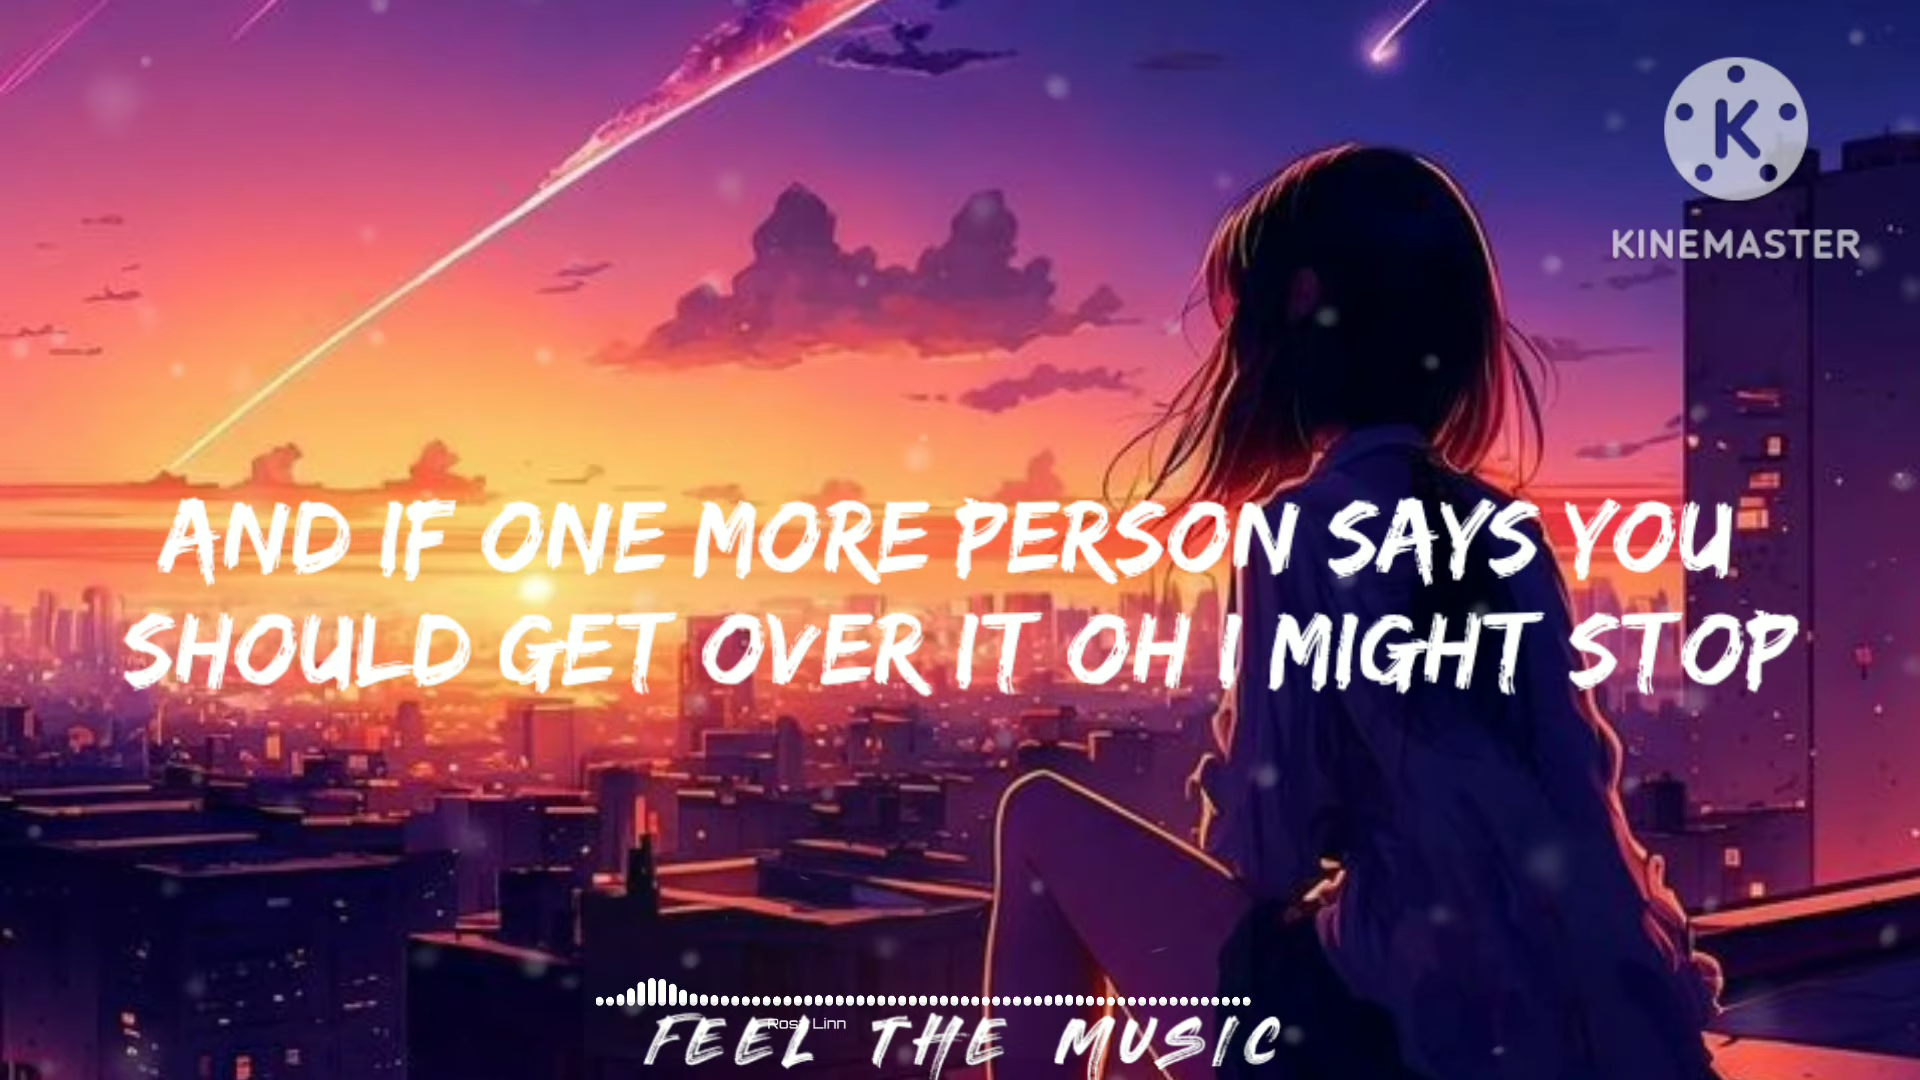 KINEMASTER
AND IF ONE MORE PERSON SAYS YOU
SHOULD GET OVER IT OH I MIGHT STOP
Rosa Linn
FEEL THE MUSIC